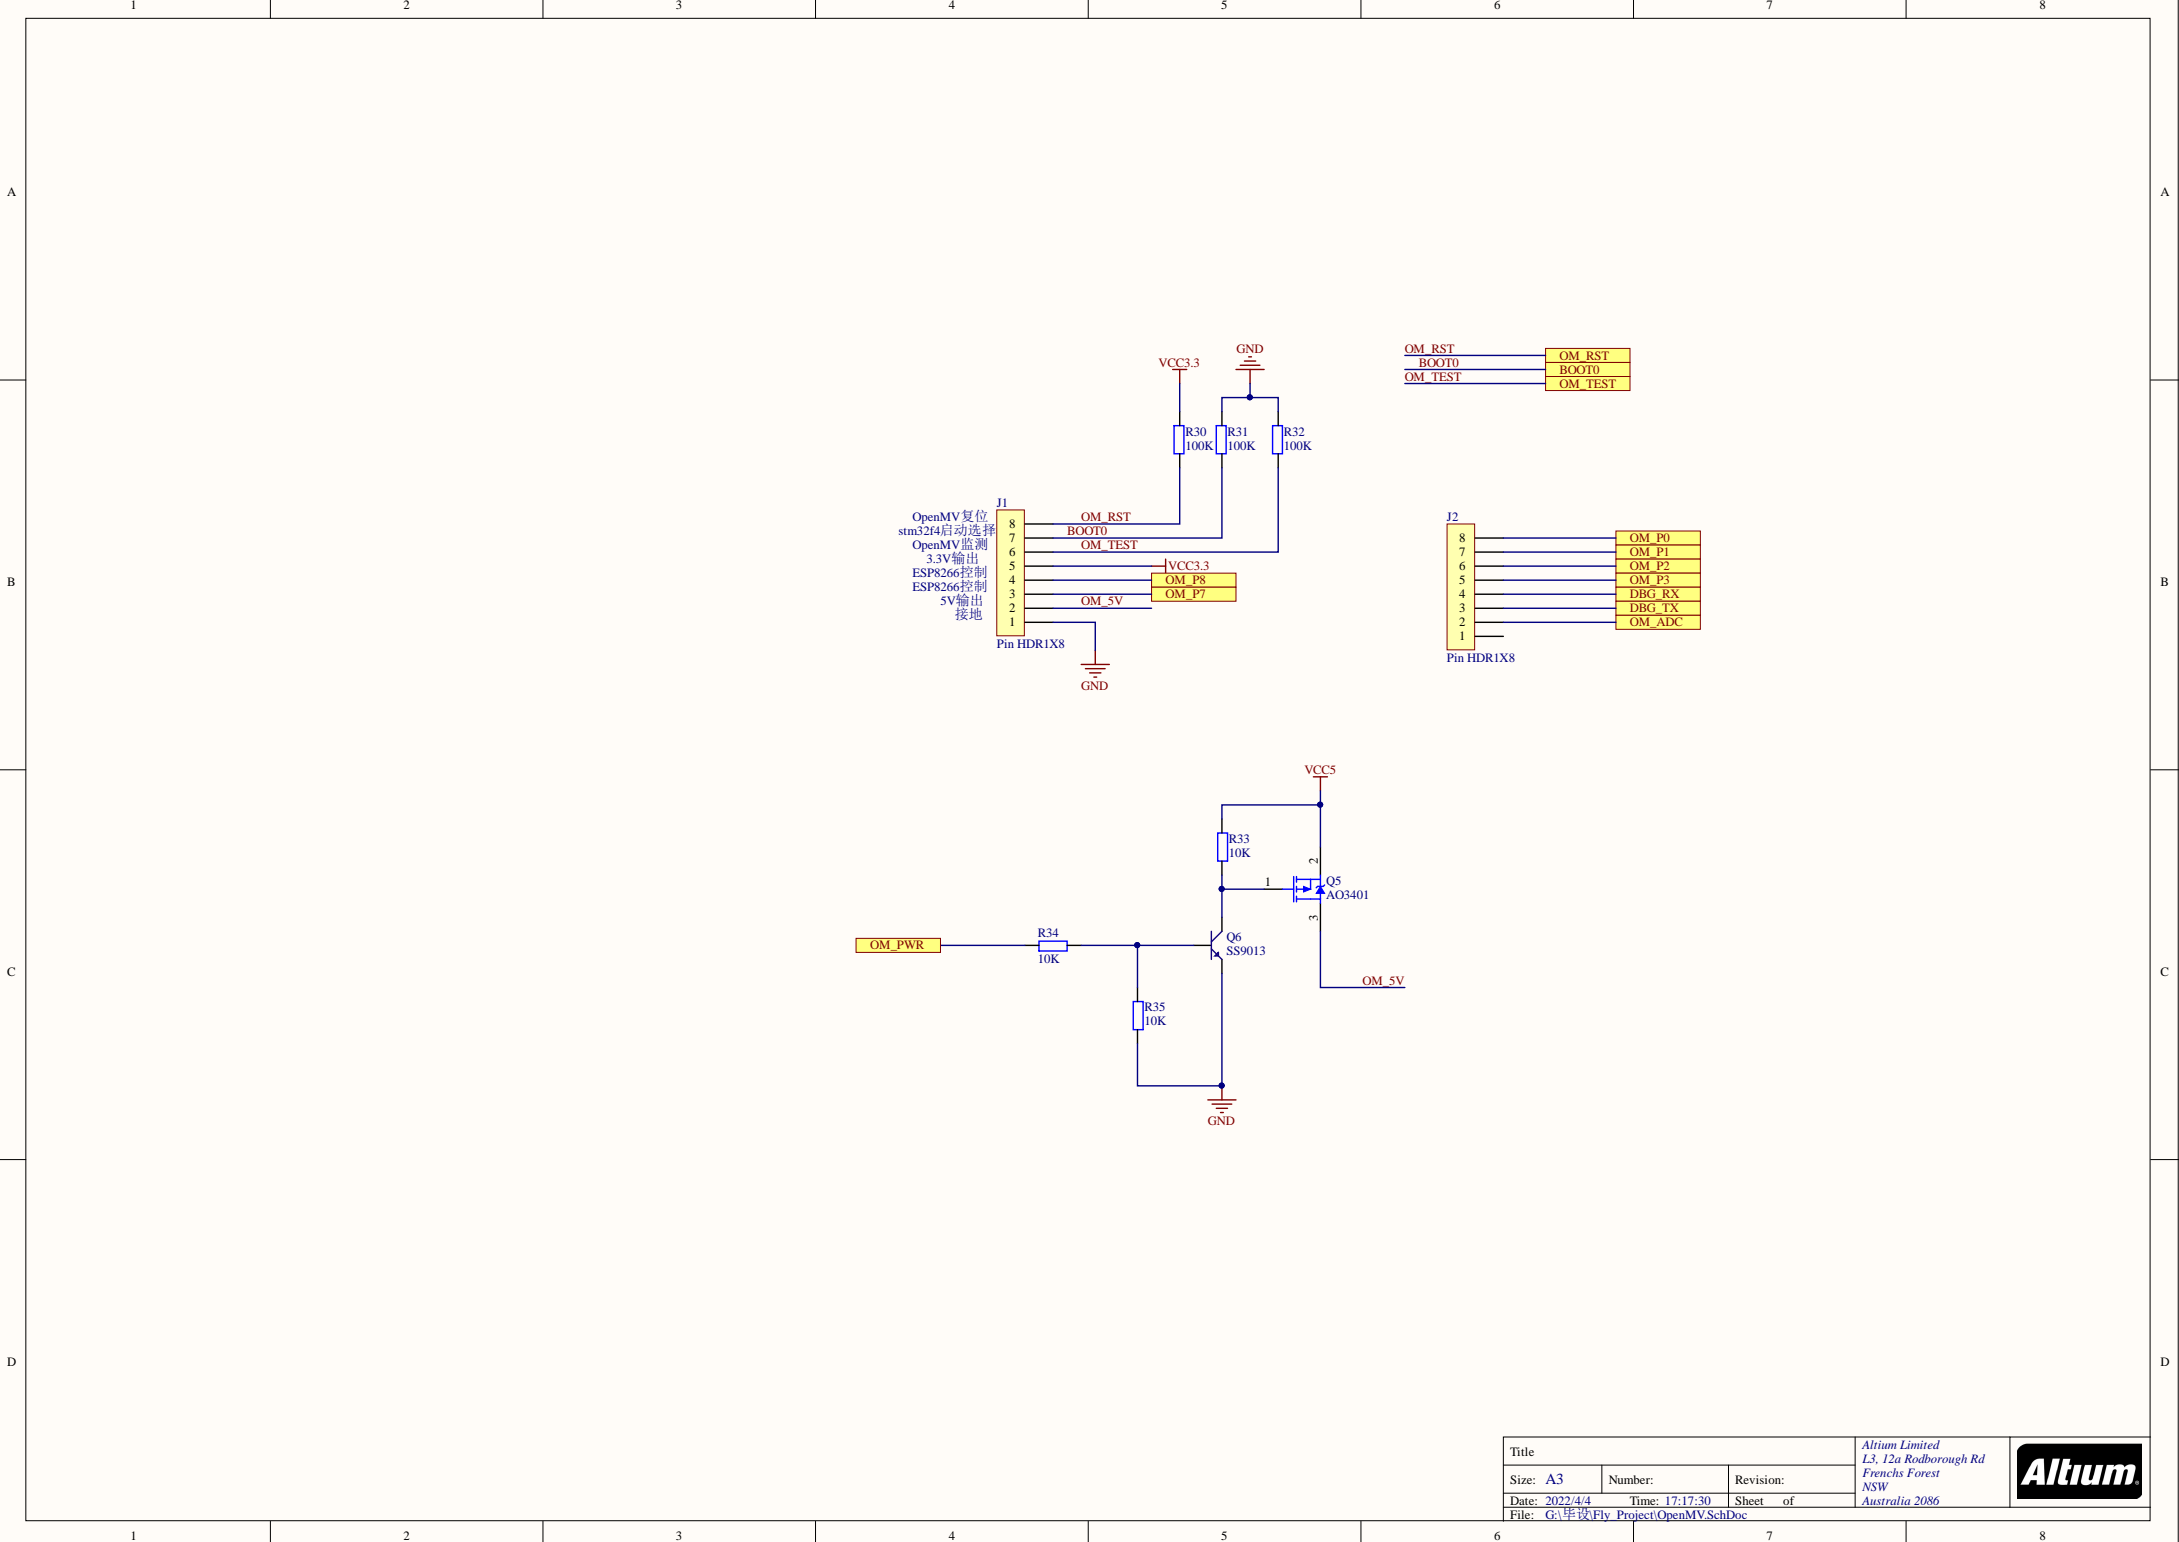 1 2 3 4 5 6 7 8
A A
B B
C C
D D
VCC3.3
GND
R30
100K
R31
100K
R32
100K
OM_RST OM_RST
BOOT0 BOOT0
OM_TEST OM_TEST
J1
OpenMV复位 8 OM_RST
stm32f4启动选择 7 BOOT0
OpenMV监测 6 OM_TEST
3.3V输出 5 VCC3.3
ESP8266控制 4 OM_P8
ESP8266控制 3 OM_P7
5V输出 2 OM_5V
接地 1
Pin HDR1X8
GND
J2
8 OM_P0
7 OM_P1
6 OM_P2
5 OM_P3
4 DBG_RX
3 DBG_TX
2 OM_ADC
1
Pin HDR1X8
VCC5
R33
10K
2
1
Q5
AO3401
3
OM_PWR
R34
10K
Q6
SS9013
OM_5V
R35
10K
GND
Title
Size: A3 Number: Revision:
Date: 2022/4/4 Time: 17:17:30 Sheet of
File: G:\毕设\Fly_Project\OpenMV.SchDoc
Altium Limited
L3, 12a Rodborough Rd
Frenchs Forest
NSW
Australia 2086
Altium
1 2 3 4 5 6 7 8